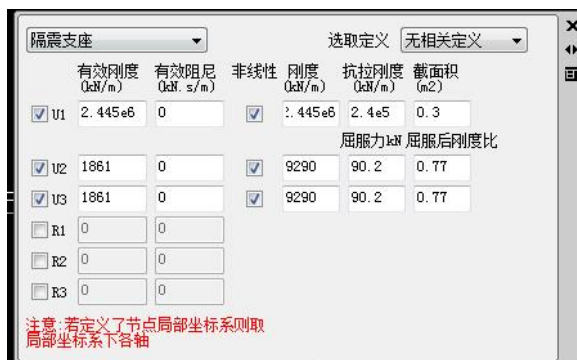 隔震支座 选取定义 无相关定义
有效刚度 有效阻尼 非线性 刚度 抗拉刚度 截面积
(kN/m) (kN.s/m) (kN/m) (kN/m) (m2)
U1 2.445e6 0 2.445e6 2.4e5 0.3
屈服力kN 屈服后刚度比
U2 1861 0 9290 90.2 0.77
U3 1861 0 9290 90.2 0.77
R1 0 0
R2 0 0
R3 0 0
注意:若定义了节点局部坐标系则取
局部坐标系下各轴